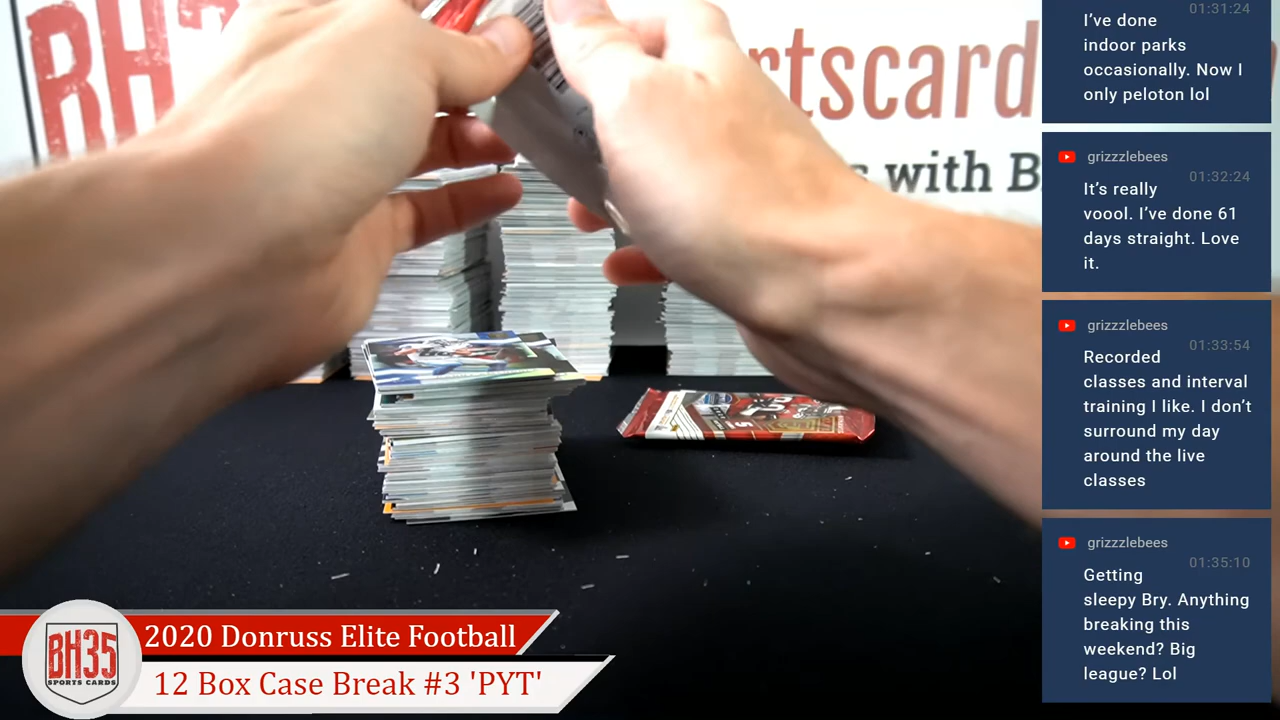 BH3
rtscard
s with B
01:31:24
I've done
indoor parks
occasionally. Now I
only peloton lol
grizzzlebees
01:32:24
It's really
voool. I've done 61
days straight. Love
it.
grizzzlebees
01:33:54
Recorded
classes and interval
training I like. I don't
surround my day
around the live
classes
grizzzlebees
01:35:10
Getting
sleepy Bry. Anything
breaking this
weekend? Big
league? Lol
BH35
SPORTS CARDS
2020 Donruss Elite Football
12 Box Case Break #3 'PYT'